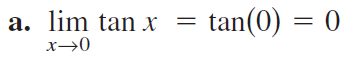 a. lim tan x = tan(0) = 0
x→0